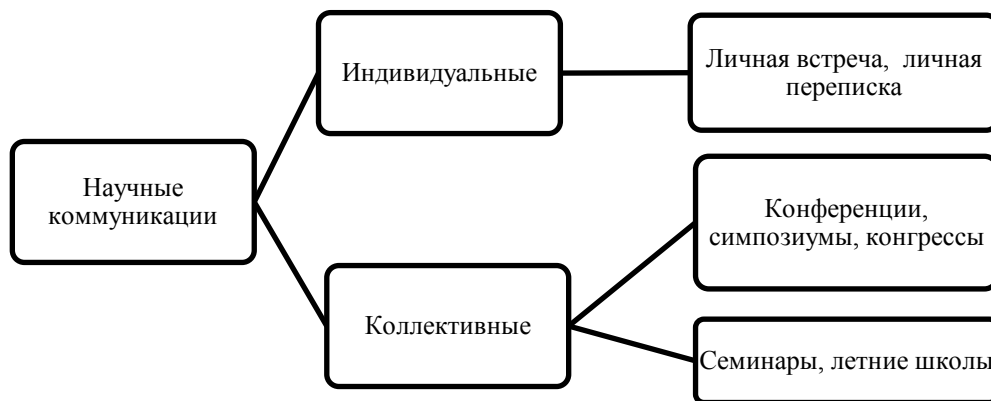 Научные
коммуникации
Индивидуальные
Личная встреча,  личная
переписка
Коллективные
Конференции,
симпозиумы, конгрессы
Семинары, летние школы